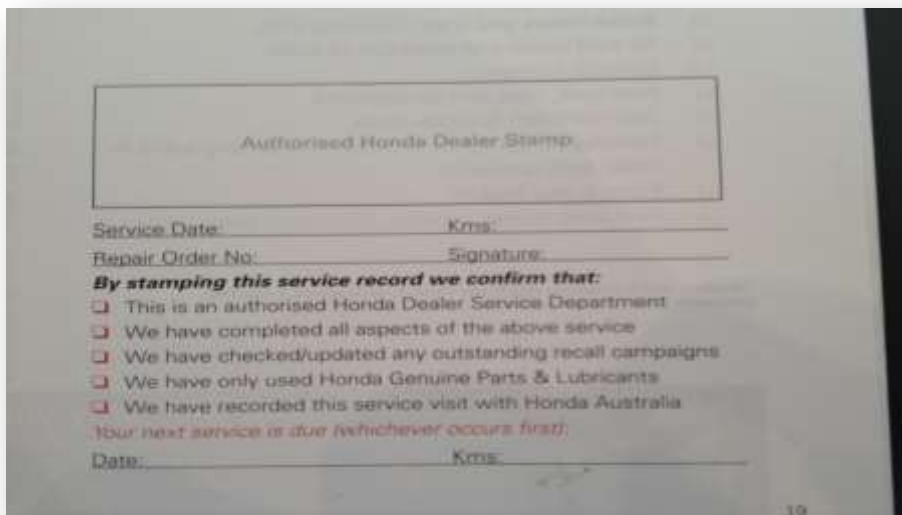 Authorised Honda Dealer Stamp
Service Date: Kms:
Repair Order No: Signature:
By stamping this service record we confirm that:
❏ This is an authorised Honda Dealer Service Department
❏ We have completed all aspects of the above service
❏ We have checked/updated any outstanding recall campaigns
❏ We have only used Honda Genuine Parts & Lubricants
❏ We have recorded this service visit with Honda Australia
Your next service is due (whichever occurs first):
Date: Kms:
19